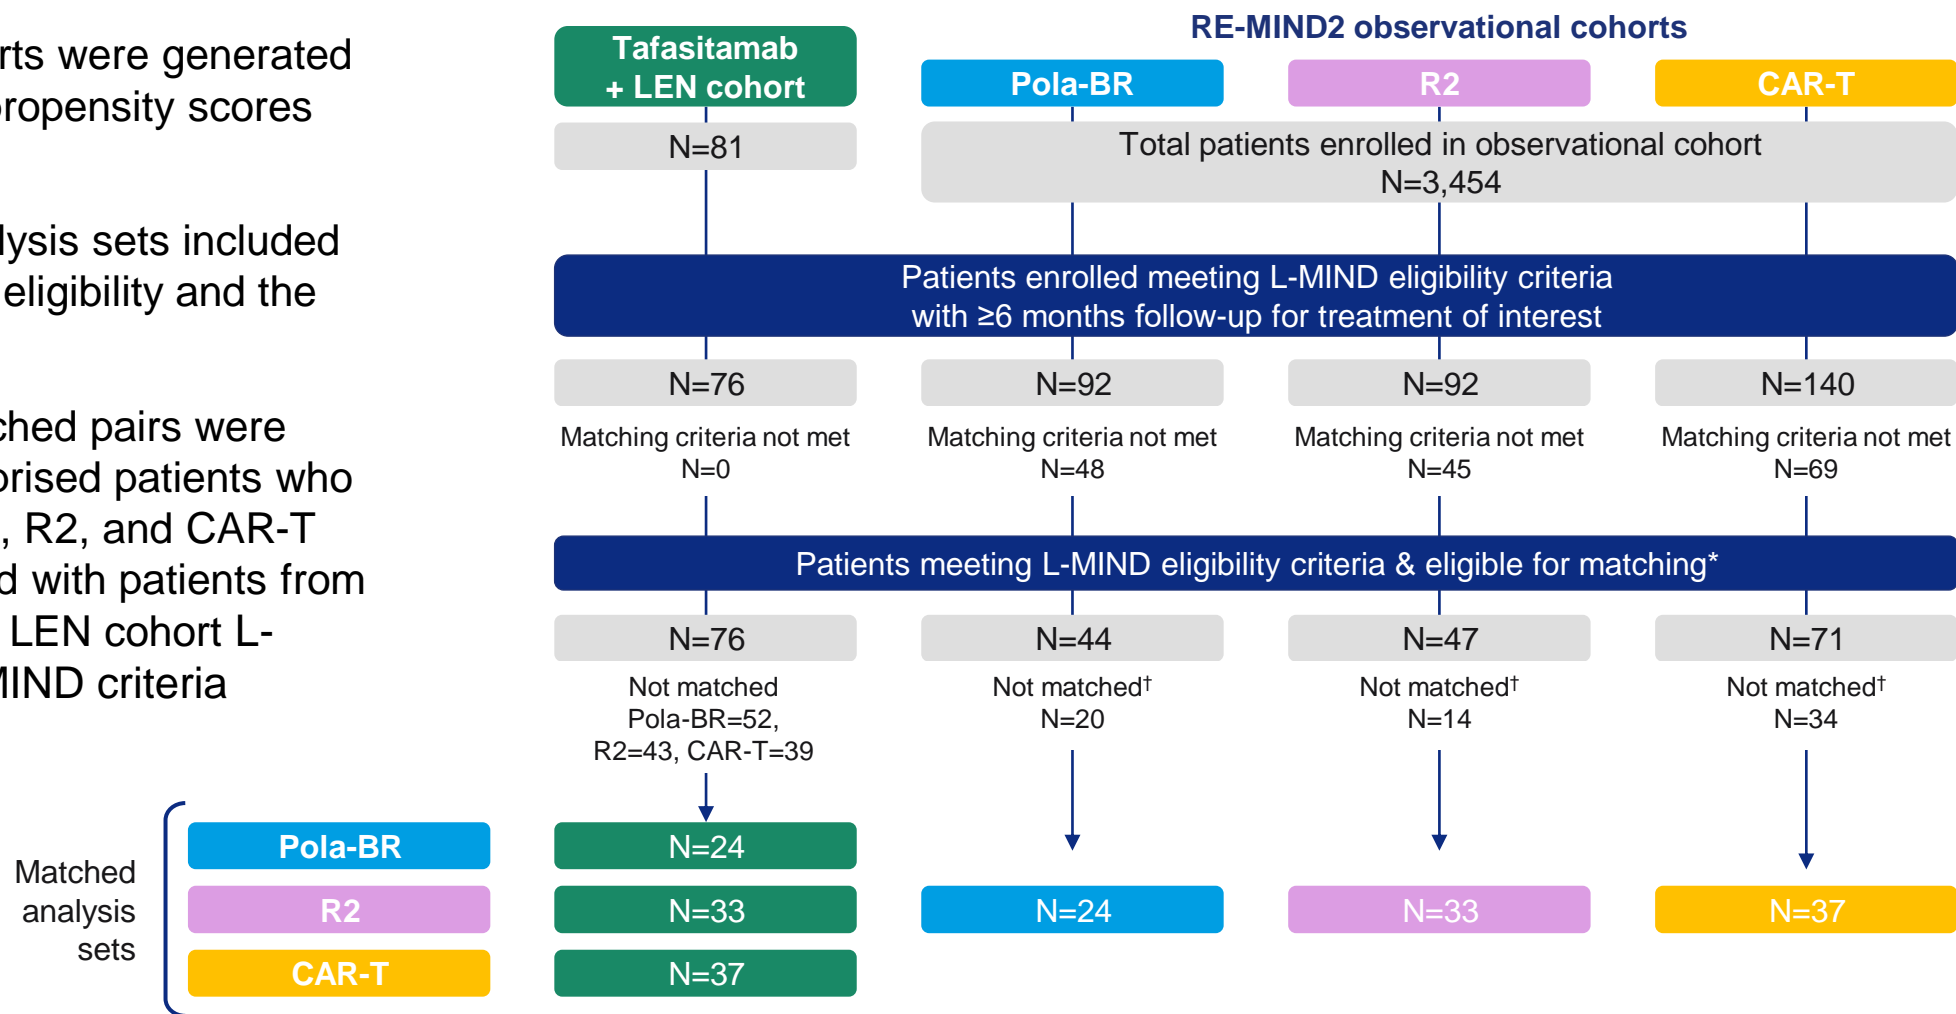 rts were generated
propensity scores
lysis sets included
eligibility and the
ched pairs were
orised patients who
, R2, and CAR-T
d with patients from
LEN cohort L-
MIND criteria
Tafasitamab
+ LEN cohort
RE-MIND2 observational cohorts
Pola-BR
R2
CAR-T
N=81
Total patients enrolled in observational cohort
N=3,454
Patients enrolled meeting L-MIND eligibility criteria
with ≥6 months follow-up for treatment of interest
N=76
N=92
N=92
N=140
Matching criteria not met
N=0
Matching criteria not met
N=48
Matching criteria not met
N=45
Matching criteria not met
N=69
Patients meeting L-MIND eligibility criteria & eligible for matching*
N=76
N=44
N=47
N=71
Not matched
Pola-BR=52,
R2=43, CAR-T=39
Not matched†
N=20
Not matched†
N=14
Not matched†
N=34
Matched
analysis
sets
Pola-BR
N=24
R2
N=33
N=24
N=33
N=37
CAR-T
N=37